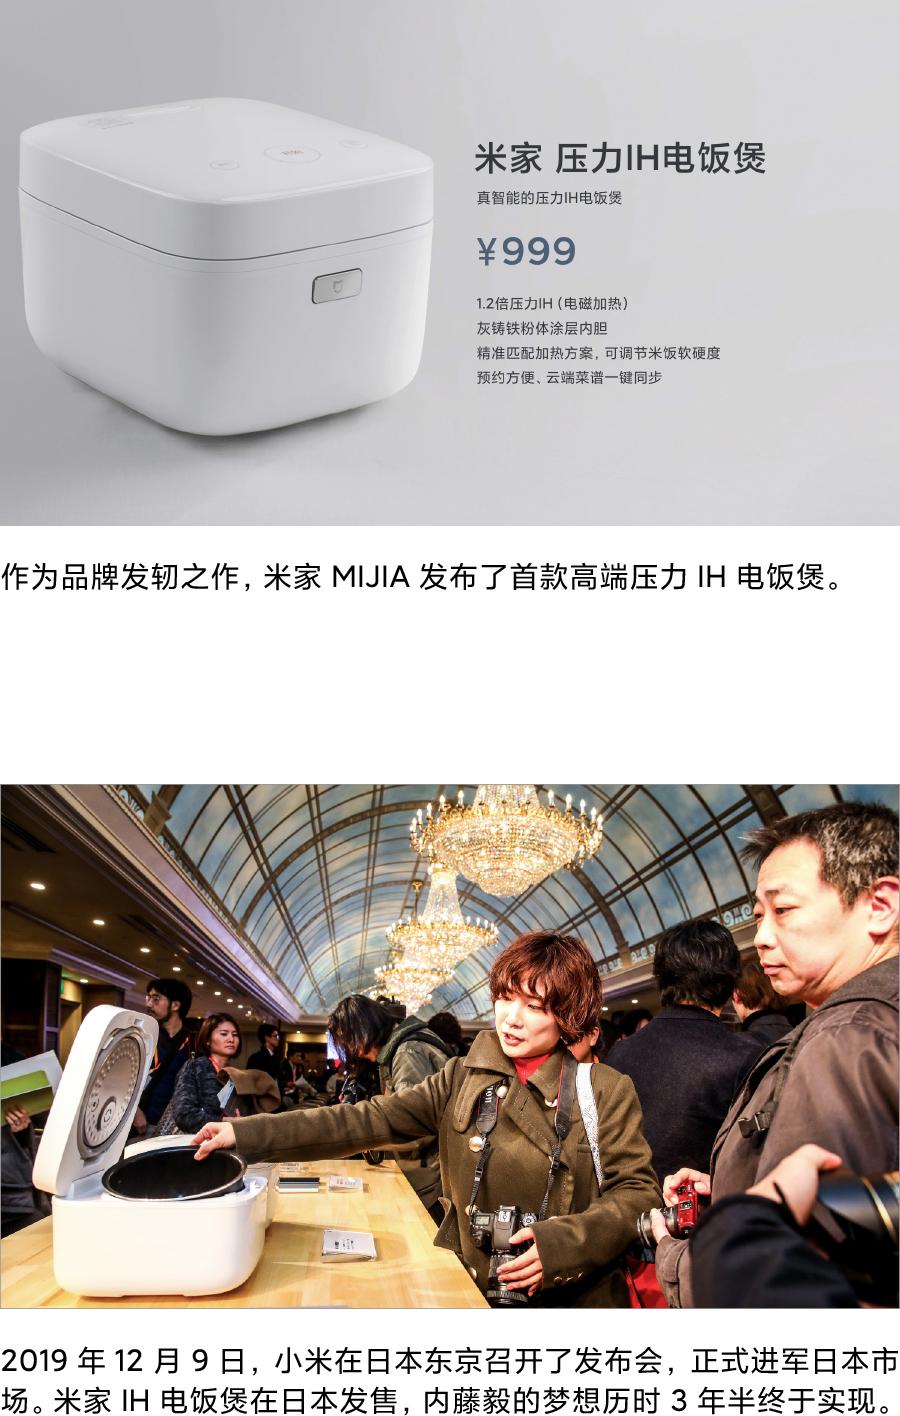 米家 压力IH电饭煲
真智能的压力IH电饭煲
¥999
1.2倍压力IH（电磁加热）
灰铸铁粉体涂层内胆
精准匹配加热方案，可调节米饭软硬度
预约方便、云端菜谱一键同步
作为品牌发轫之作，米家 MIJIA 发布了首款高端压力 IH 电饭煲。
2019 年 12 月 9 日，小米在日本东京召开了发布会，正式进军日本市
场。米家 IH 电饭煲在日本发售，内藤毅的梦想历时 3 年半终于实现。